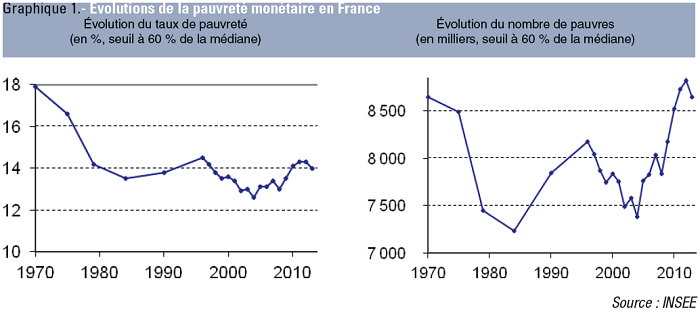 Graphique 1.- Evolutions de la pauvreté monétaire en France
Évolution du taux de pauvreté
(en %, seuil à 60 % de la médiane)
18
16
14
12
10
1970 1980 1990 2000 2010
Évolution du nombre de pauvres
(en milliers, seuil à 60 % de la médiane)
8 500
8 000
7 500
7 000
1970 1980 1990 2000 2010
Source : INSEE